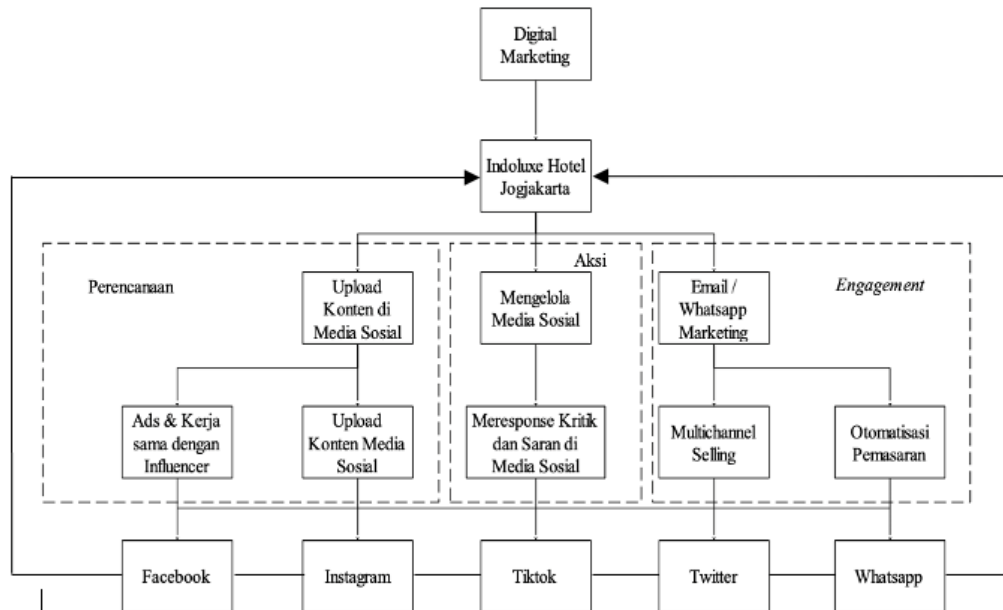 Digital
Marketing
Indoluxe Hotel
Jogjakarta
Perencanaan
Upload
Konten di
Media Sosial
Aksi
Mengelola
Media Sosial
Email /
Whatsapp
Marketing
Engagement
Ads & Kerja
sama dengan
Influencer
Upload
Konten Media
Sosial
Meresponse Kritik
dan Saran di
Media Sosial
Multichannel
Selling
Otomatisasi
Pemasaran
Facebook
Instagram
Tiktok
Twitter
Whatsapp